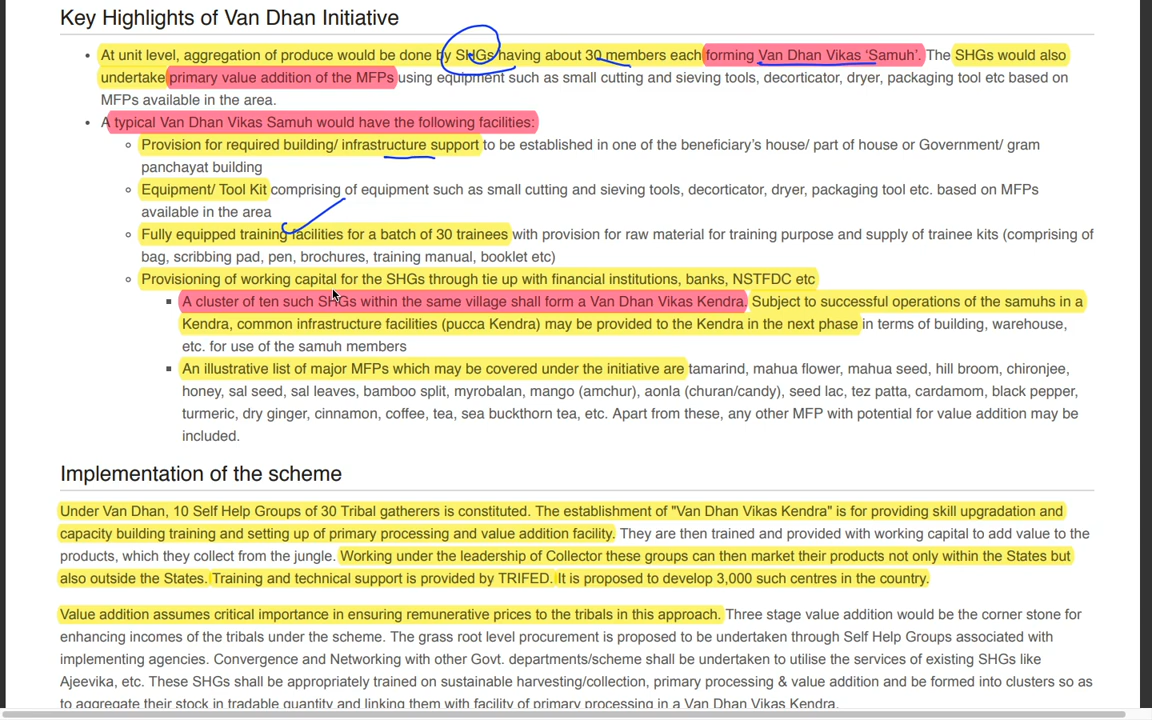 Key Highlights of Van Dhan Initiative
• At unit level, aggregation of produce would be done by SHGs having about 30 members each forming Van Dhan Vikas ‘Samuh’. The SHGs would also
undertake primary value addition of the MFPs using equipment such as small cutting and sieving tools, decorticator, dryer, packaging tool etc based on
MFPs available in the area.
• A typical Van Dhan Vikas Samuh would have the following facilities:
◦ Provision for required building/ infrastructure support to be established in one of the beneficiary’s house/ part of house or Government/ gram
panchayat building
◦ Equipment/ Tool Kit comprising of equipment such as small cutting and sieving tools, decorticator, dryer, packaging tool etc. based on MFPs
available in the area
◦ Fully equipped training facilities for a batch of 30 trainees with provision for raw material for training purpose and supply of trainee kits (comprising of
bag, scribbing pad, pen, brochures, training manual, booklet etc)
◦ Provisioning of working capital for the SHGs through tie up with financial institutions, banks, NSTFDC etc
▪ A cluster of ten such SHGs within the same village shall form a Van Dhan Vikas Kendra. Subject to successful operations of the samuhs in a
Kendra, common infrastructure facilities (pucca Kendra) may be provided to the Kendra in the next phase in terms of building, warehouse,
etc. for use of the samuh members
▪ An illustrative list of major MFPs which may be covered under the initiative are tamarind, mahua flower, mahua seed, hill broom, chironjee,
honey, sal seed, sal leaves, bamboo split, myrobalan, mango (amchur), aonla (churan/candy), seed lac, tez patta, cardamom, black pepper,
turmeric, dry ginger, cinnamon, coffee, tea, sea buckthorn tea, etc. Apart from these, any other MFP with potential for value addition may be
included.
Implementation of the scheme
Under Van Dhan, 10 Self Help Groups of 30 Tribal gatherers is constituted. The establishment of "Van Dhan Vikas Kendra" is for providing skill upgradation and
capacity building training and setting up of primary processing and value addition facility. They are then trained and provided with working capital to add value to the
products, which they collect from the jungle. Working under the leadership of Collector these groups can then market their products not only within the States but
also outside the States. Training and technical support is provided by TRIFED. It is proposed to develop 3,000 such centres in the country.
Value addition assumes critical importance in ensuring remunerative prices to the tribals in this approach. Three stage value addition would be the corner stone for
enhancing incomes of the tribals under the scheme. The grass root level procurement is proposed to be undertaken through Self Help Groups associated with
implementing agencies. Convergence and Networking with other Govt. departments/scheme shall be undertaken to utilise the services of existing SHGs like
Ajeevika, etc. These SHGs shall be appropriately trained on sustainable harvesting/collection, primary processing & value addition and be formed into clusters so as
to aggregate their stock in tradable quantity and linking them with facility of primary processing in a Van Dhan Vikas Kendra.